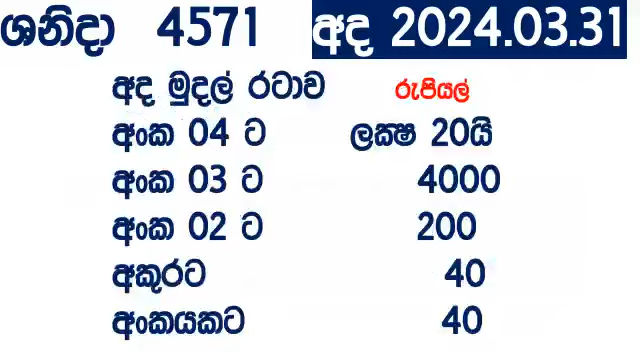 ශනිදා 4571 අද 2024.03.31
අද මුදල් රටාව රුපියල්
අංක 04 ට ලක්ෂ 20යි
අංක 03 ට 4000
අංක 02 ට 200
අකුරට 40
අංකයකට 40